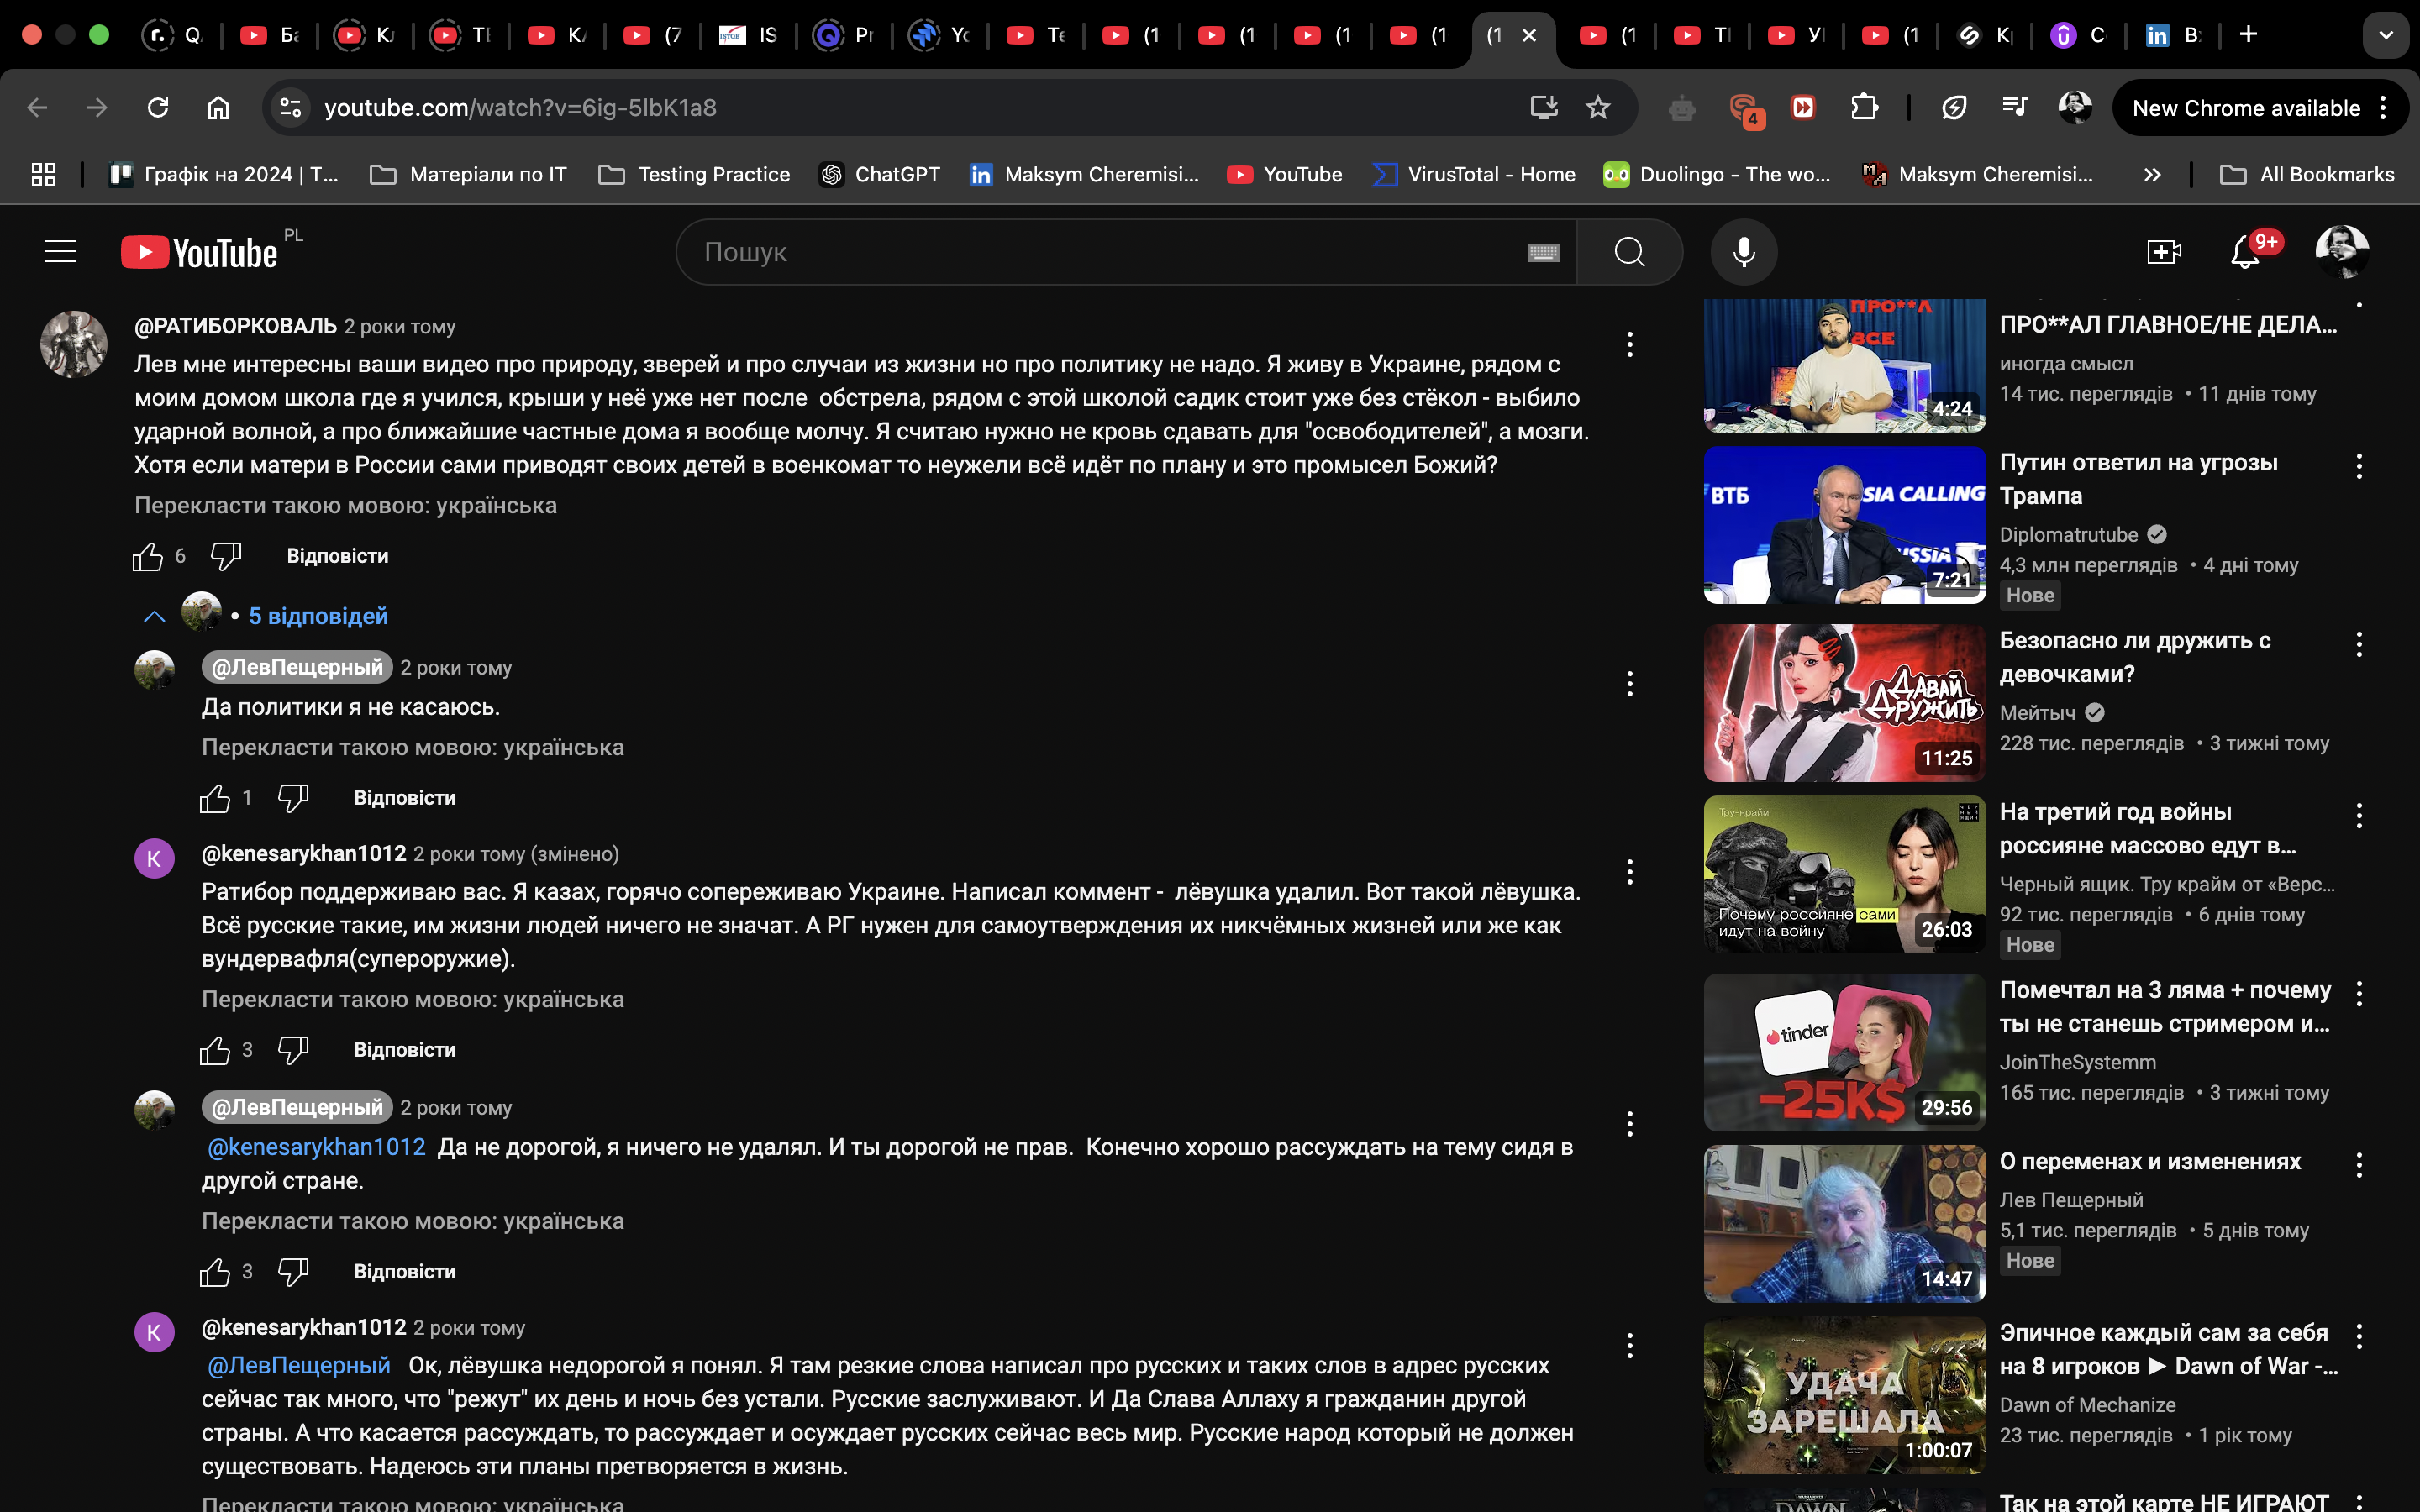 Q
Ба
К
ТЕ
К
(7
IS
Pr
Yc
Те
(1
(1
(1
(1
(1
(1
ТІ
УІ
(1
К
C
В
youtube.com/watch?v=6ig-5lbK1a8
4
New Chrome available
Графік на 2024 | Т...
Матеріали по ІТ
Testing Practice
ChatGPT
Maksym Cheremisi...
YouTube
VirusTotal - Home
Duolingo - The wo...
Maksym Cheremisi...
All Bookmarks
YouTube PL
Пошук
9+
@РАТИБОРКОВАЛЬ 2 роки тому
Лев мне интересны ваши видео про природу, зверей и про случаи из жизни но про политику не надо. Я живу в Украине, рядом с
моим домом школа где я учился, крыши у неё уже нет после обстрела, рядом с этой школой садик стоит уже без стёкол - выбило
ударной волной, а про ближайшие частные дома я вообще молчу. Я считаю нужно не кровь сдавать для "освободителей", а мозги.
Хотя если матери в России сами приводят своих детей в военкомат то неужели всё идёт по плану и это промысел Божий?
Перекласти такою мовою: українська
6 Відповісти
• 5 відповідей
@ЛевПещерный 2 роки тому
Да политики я не касаюсь.
Перекласти такою мовою: українська
1 Відповісти
K
@kenesarykhan1012 2 роки тому (змінено)
Ратибор поддерживаю вас. Я казах, горячо сопереживаю Украине. Написал коммент - лёвушка удалил. Вот такой лёвушка.
Всё русские такие, им жизни людей ничего не значат. А РГ нужен для самоутверждения их никчёмных жизней или же как
вундервафля(супероружие).
Перекласти такою мовою: українська
3 Відповісти
@ЛевПещерный 2 роки тому
@kenesarykhan1012 Да не дорогой, я ничего не удалял. И ты дорогой не прав. Конечно хорошо рассуждать на тему сидя в
другой стране.
Перекласти такою мовою: українська
3 Відповісти
K
@kenesarykhan1012 2 роки тому
@ЛевПещерный Ок, лёвушка недорогой я понял. Я там резкие слова написал про русских и таких слов в адрес русских
сейчас так много, что "режут" их день и ночь без устали. Русские заслуживают. И Да Слава Аллаху я гражданин другой
страны. А что касается рассуждать, то рассуждает и осуждает русских сейчас весь мир. Русские народ который не должен
существовать. Надеюсь эти планы претворяется в жизнь.
Перекласти такою мовою: українська
ПРО**Л
ВСЕ
4:24
ПРО**АЛ ГЛАВНОЕ/НЕ ДЕЛА...
иногда смысл
14 тис. переглядів • 11 днів тому
ВТБ
SIA CALLING
USSIA
7:21
Путин ответил на угрозы
Трампа
Diplomatrutube
4,3 млн переглядів • 4 дні тому
Нове
ДАВАЙ
ДРУЖИТЬ
11:25
Безопасно ли дружить с
девочками?
Мейтыч
228 тис. переглядів • 3 тижні тому
Тру-крайм
Почему россияне сами
идут на войну
26:03
На третий год войны
россияне массово едут в...
Черный ящик. Тру крайм от «Верс...
92 тис. переглядів • 6 днів тому
Нове
tinder
-25K$
29:56
Помечтал на 3 ляма + почему
ты не станешь стримером и...
JoinTheSystemm
165 тис. переглядів • 3 тижні тому
14:47
О переменах и изменениях
Лев Пещерный
5,1 тис. переглядів • 5 днів тому
Нове
УДАЧА
ЗАРЕШАЛА
1:00:07
Эпичное каждый сам за себя
на 8 игроков ► Dawn of War -...
Dawn of Mechanize
23 тис. переглядів • 1 рік тому
DAWN
Так на этой карте НЕ ИГРАЮТ